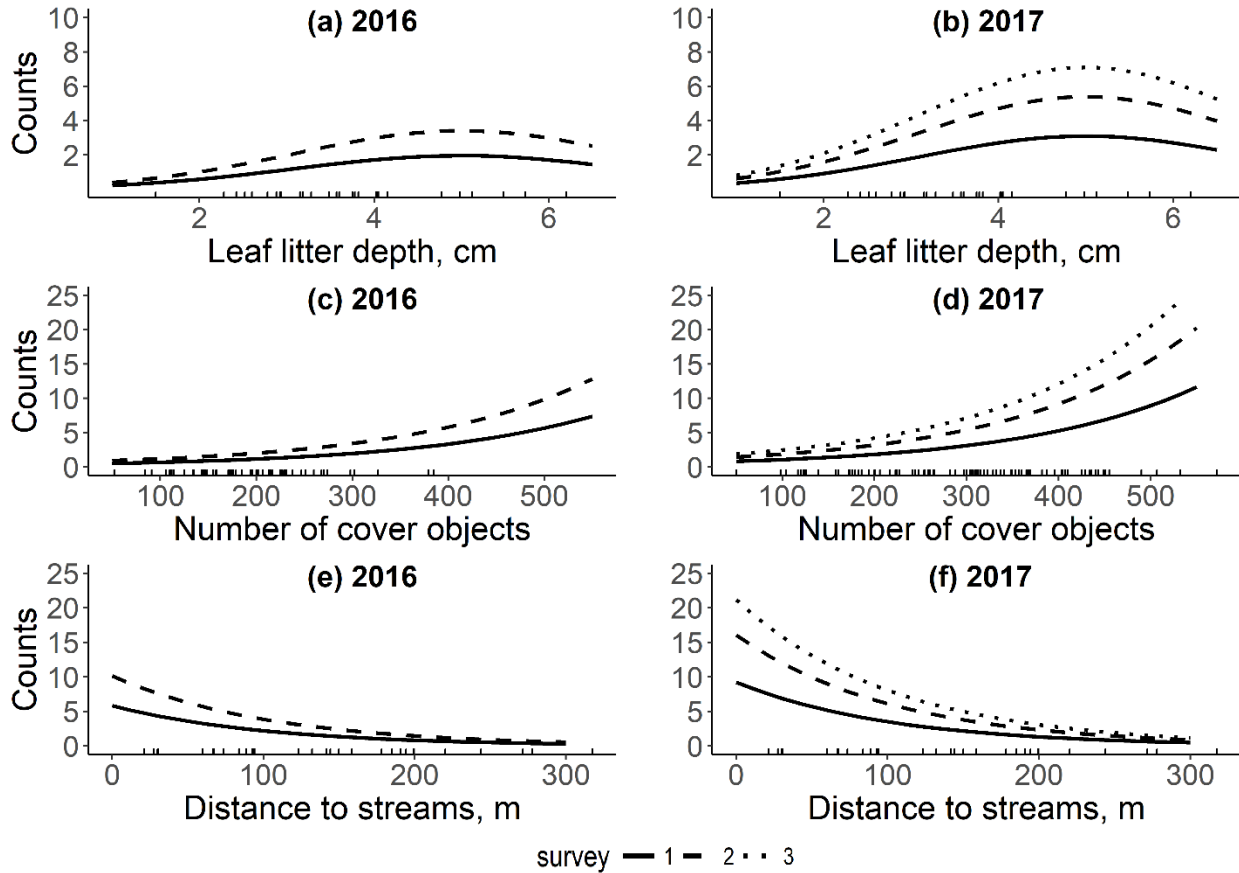 (a) 2016
10
8
6
4
2
Counts
2 4 6
Leaf litter depth, cm
(b) 2017
10
8
6
4
2
2 4 6
Leaf litter depth, cm
(c) 2016
25
20
15
10
5
0
Counts
100 200 300 400 500
Number of cover objects
(d) 2017
25
20
15
10
5
0
100 200 300 400 500
Number of cover objects
(e) 2016
25
20
15
10
5
0
Counts
0 100 200 300
Distance to streams, m
(f) 2017
25
20
15
10
5
0
0 100 200 300
Distance to streams, m
survey 1 2 3